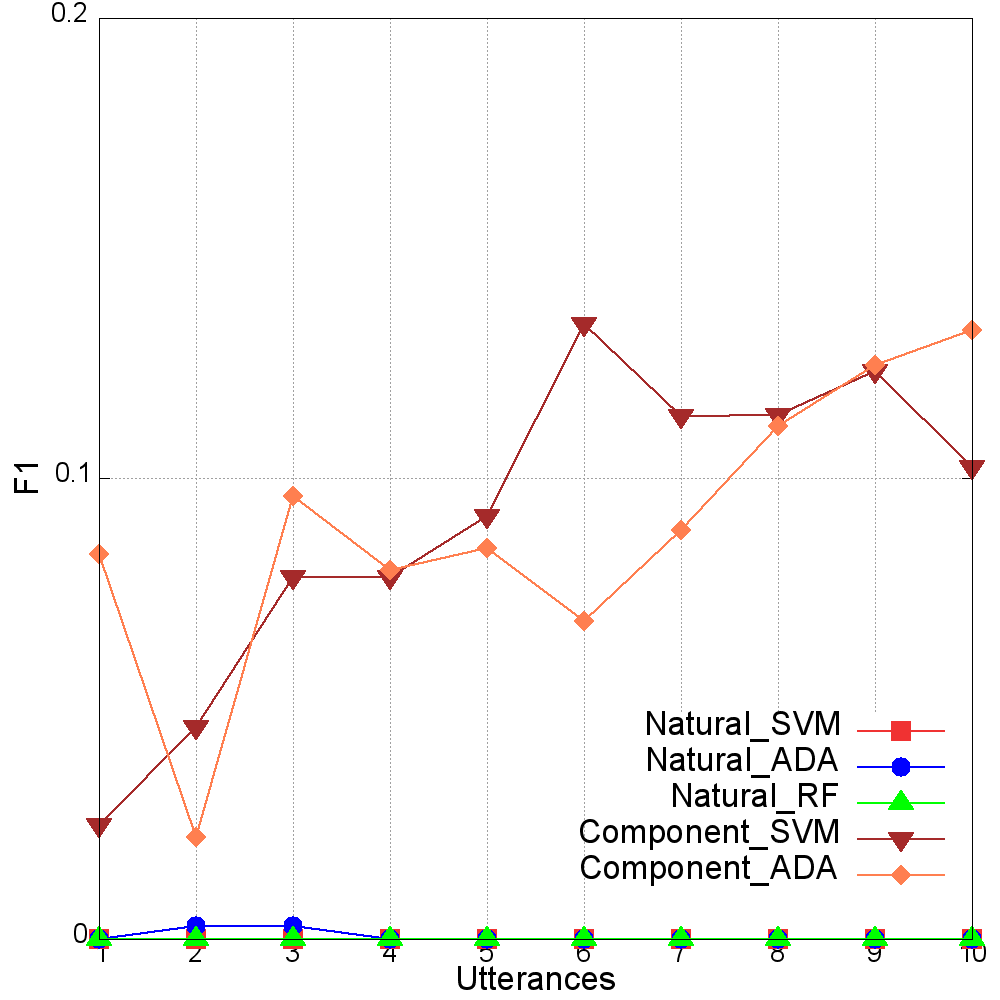 0.2
0.1
0
F1
1 2 3 4 5 6 7 8 9 10
Utterances
Natural_SVM
Natural_ADA
Natural_RF
Component_SVM
Component_ADA